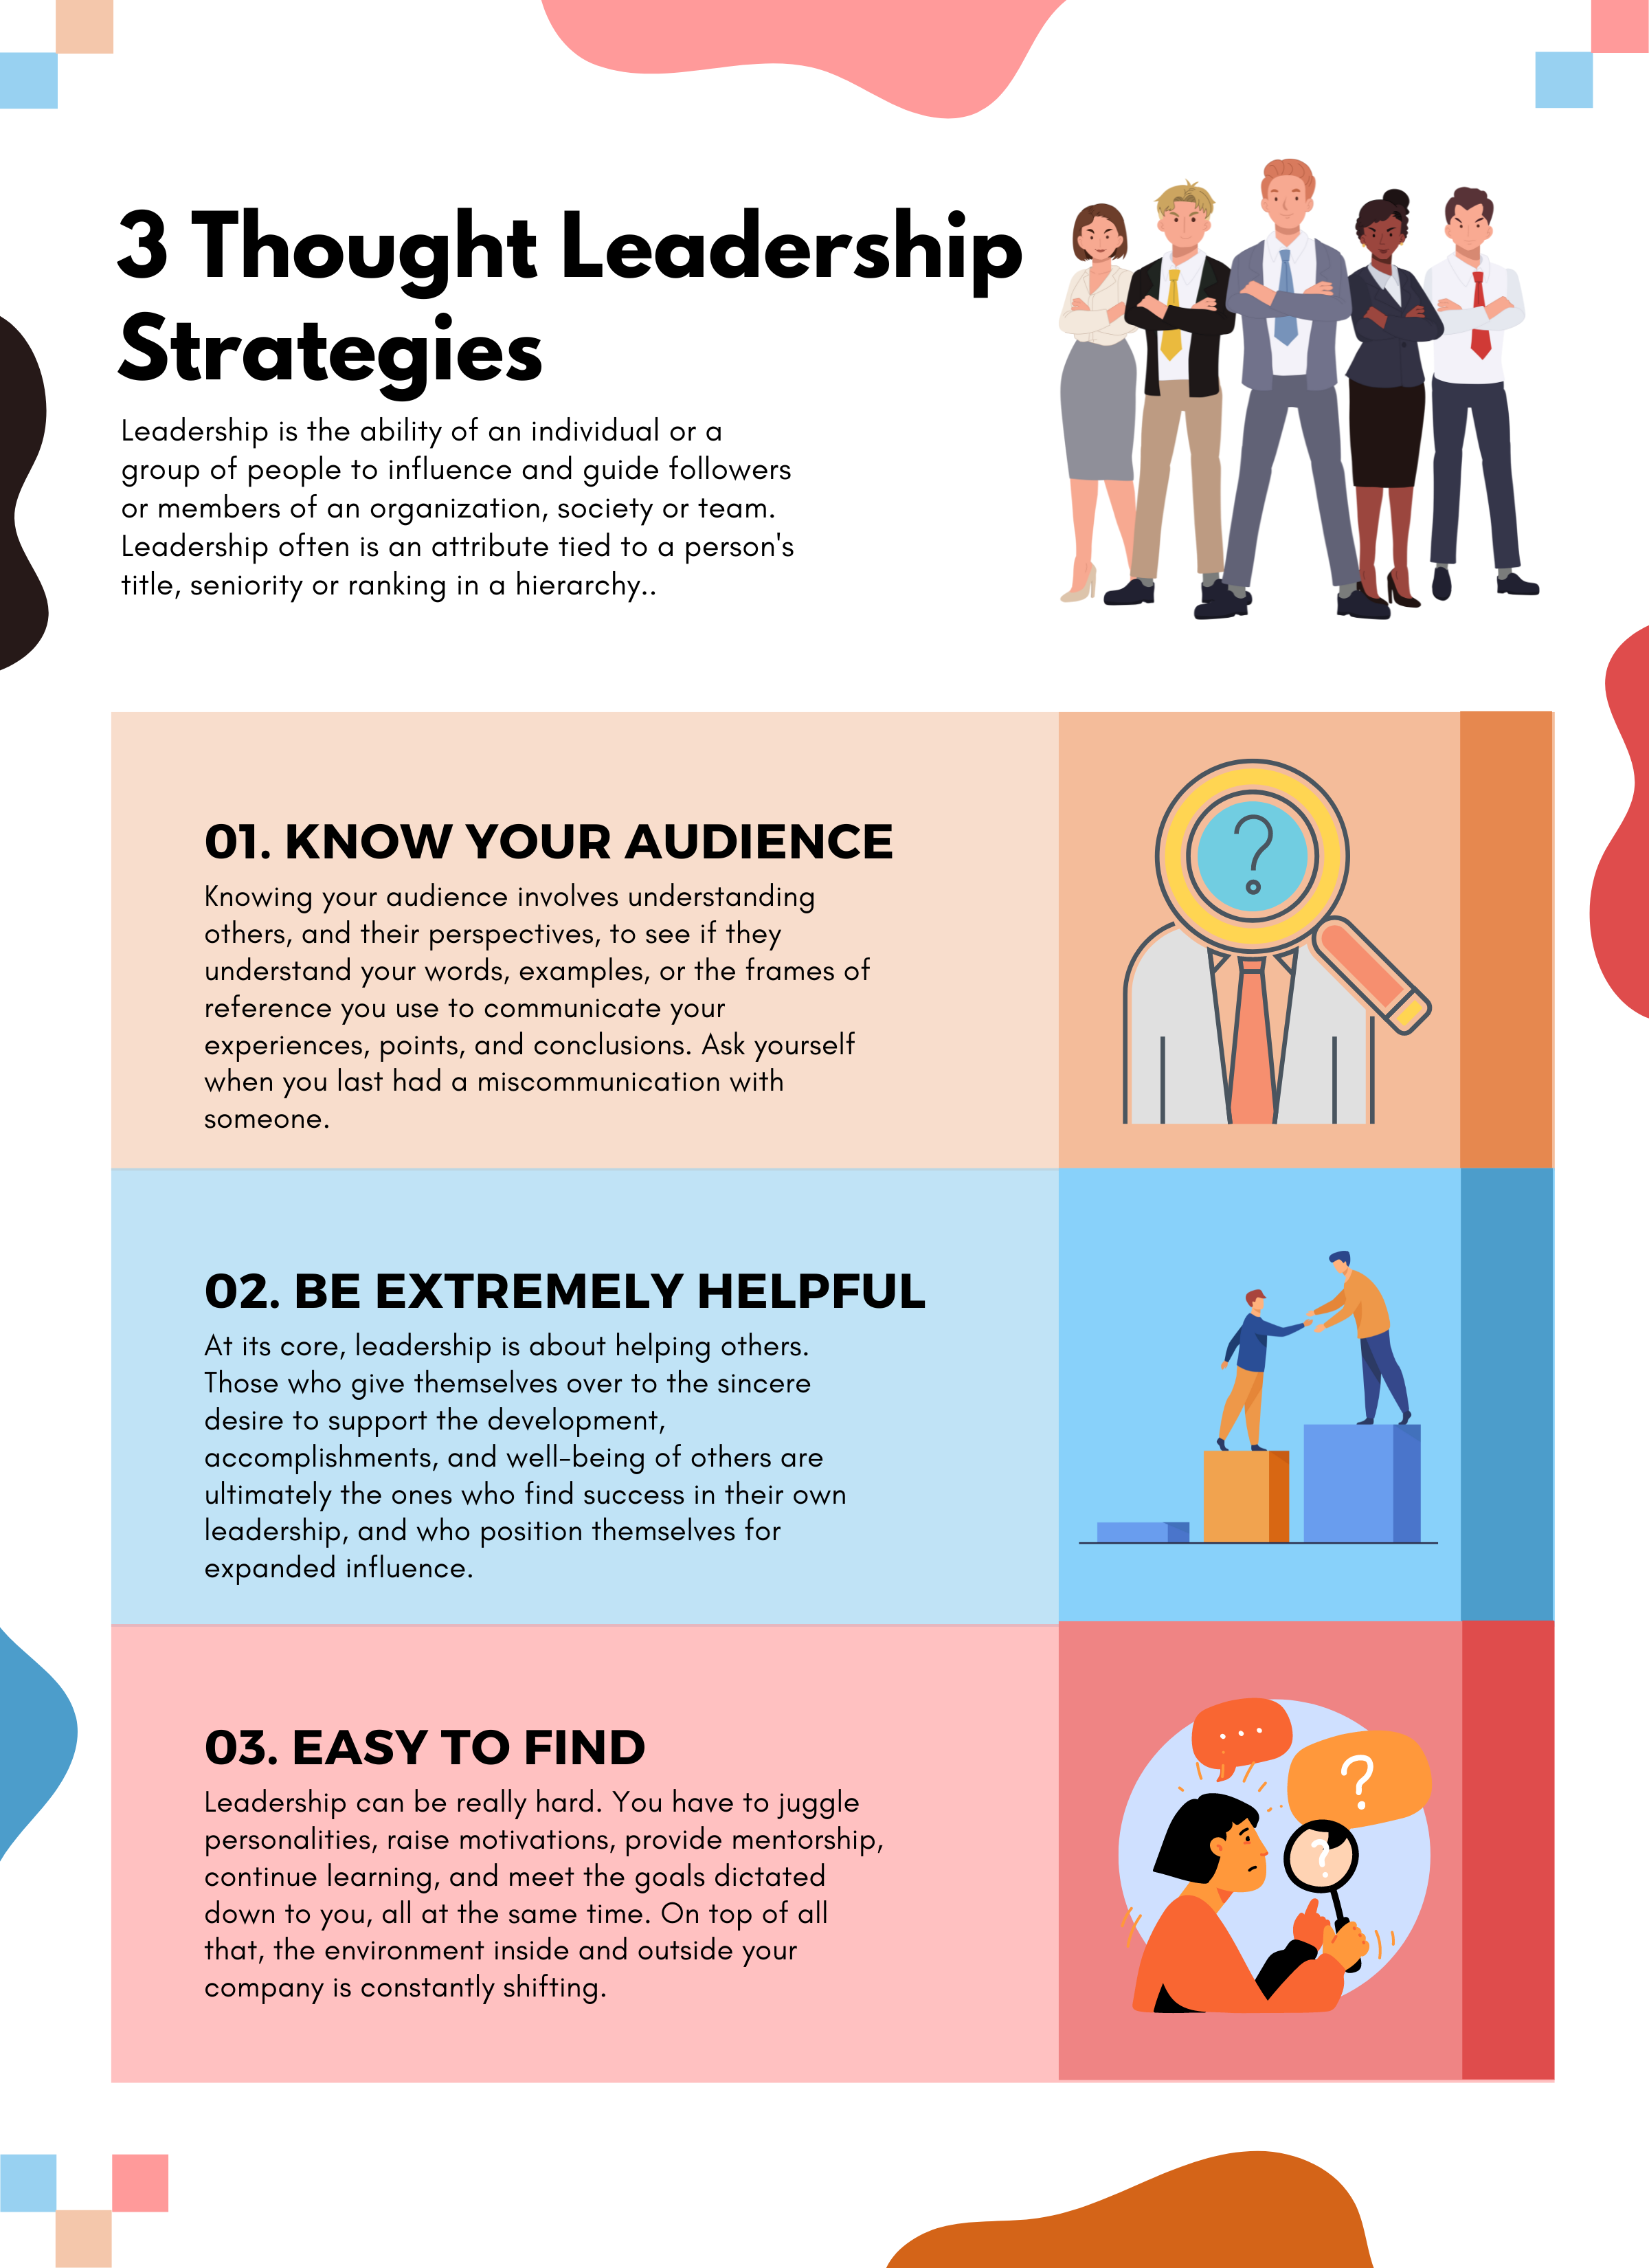 3 Thought Leadership
Strategies
Leadership is the ability of an individual or a
group of people to influence and guide followers
or members of an organization, society or team.
Leadership often is an attribute tied to a person's
title, seniority or ranking in a hierarchy..
01. KNOW YOUR AUDIENCE
Knowing your audience involves understanding
others, and their perspectives, to see if they
understand your words, examples, or the frames of
reference you use to communicate your
experiences, points, and conclusions. Ask yourself
when you last had a miscommunication with
someone.
?
02. BE EXTREMELY HELPFUL
At its core, leadership is about helping others.
Those who give themselves over to the sincere
desire to support the development,
accomplishments, and well-being of others are
ultimately the ones who find success in their own
leadership, and who position themselves for
expanded influence.
03. EASY TO FIND
Leadership can be really hard. You have to juggle
personalities, raise motivations, provide mentorship,
continue learning, and meet the goals dictated
down to you, all at the same time. On top of all
that, the environment inside and outside your
company is constantly shifting.
...
?
?